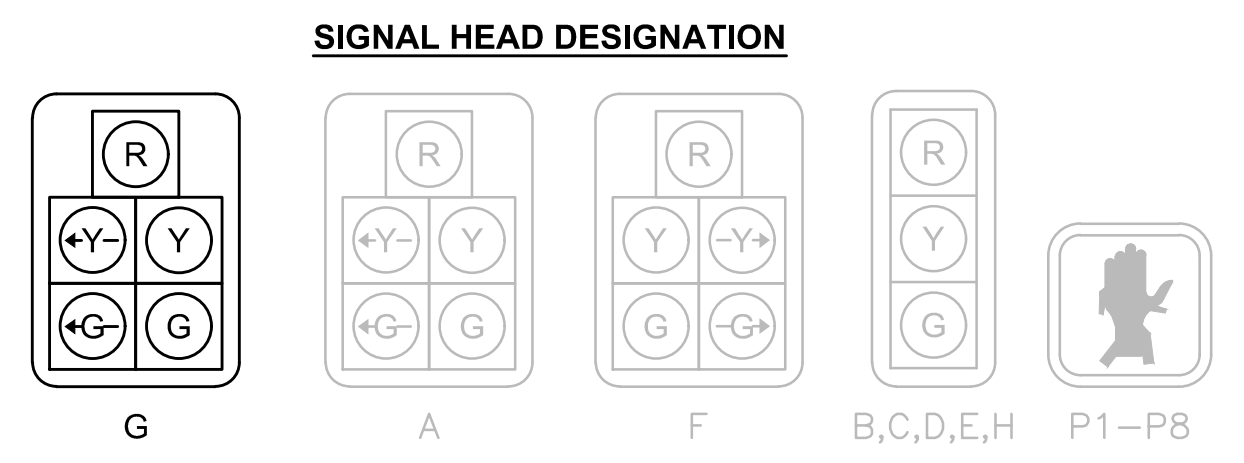 SIGNAL HEAD DESIGNATION
R R R R
Y Y Y Y Y Y Y
G G G G G G G
G A F B,C,D,E,H P1-P8